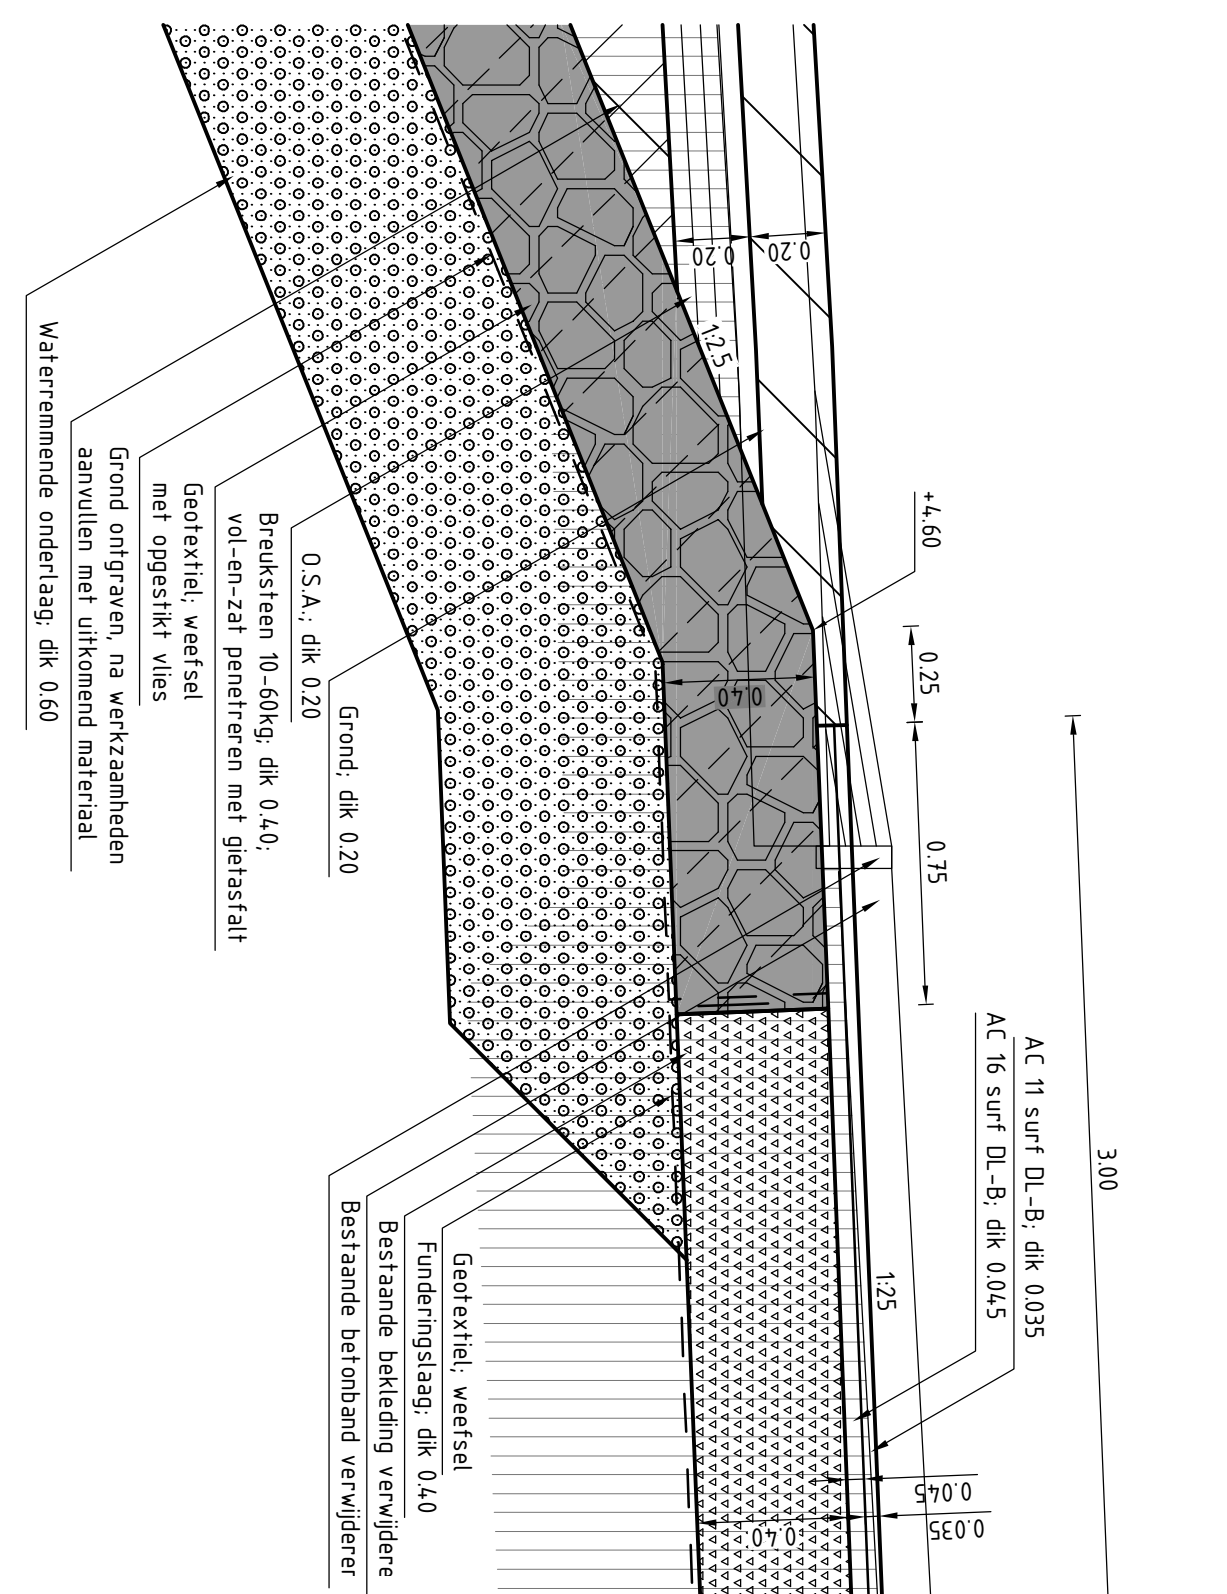 +4.60
0.25
0.75
3.00
0.20
0.20
1:2.5
0.40
1:25
AC 11 surf DL-B; dik 0.035
AC 16 surf DL-B; dik 0.045
0.045
0.035
0.40
Grond; dik 0.20
O.S.A.; dik 0.20
Breuksteen 10-60kg; dik 0.40;
vol-en-zat penetreren met gietasfalt
Geotextiel; weefsel
met opgestikt vlies
Grond ontgraven, na werkzaamheden
aanvullen met uitkomend materiaal
Waterremmende onderlaag; dik 0.60
Geotextiel; weefsel
Funderingslaag; dik 0.40
Bestaande bekleding verwijdere
Bestaande betonband verwijderer